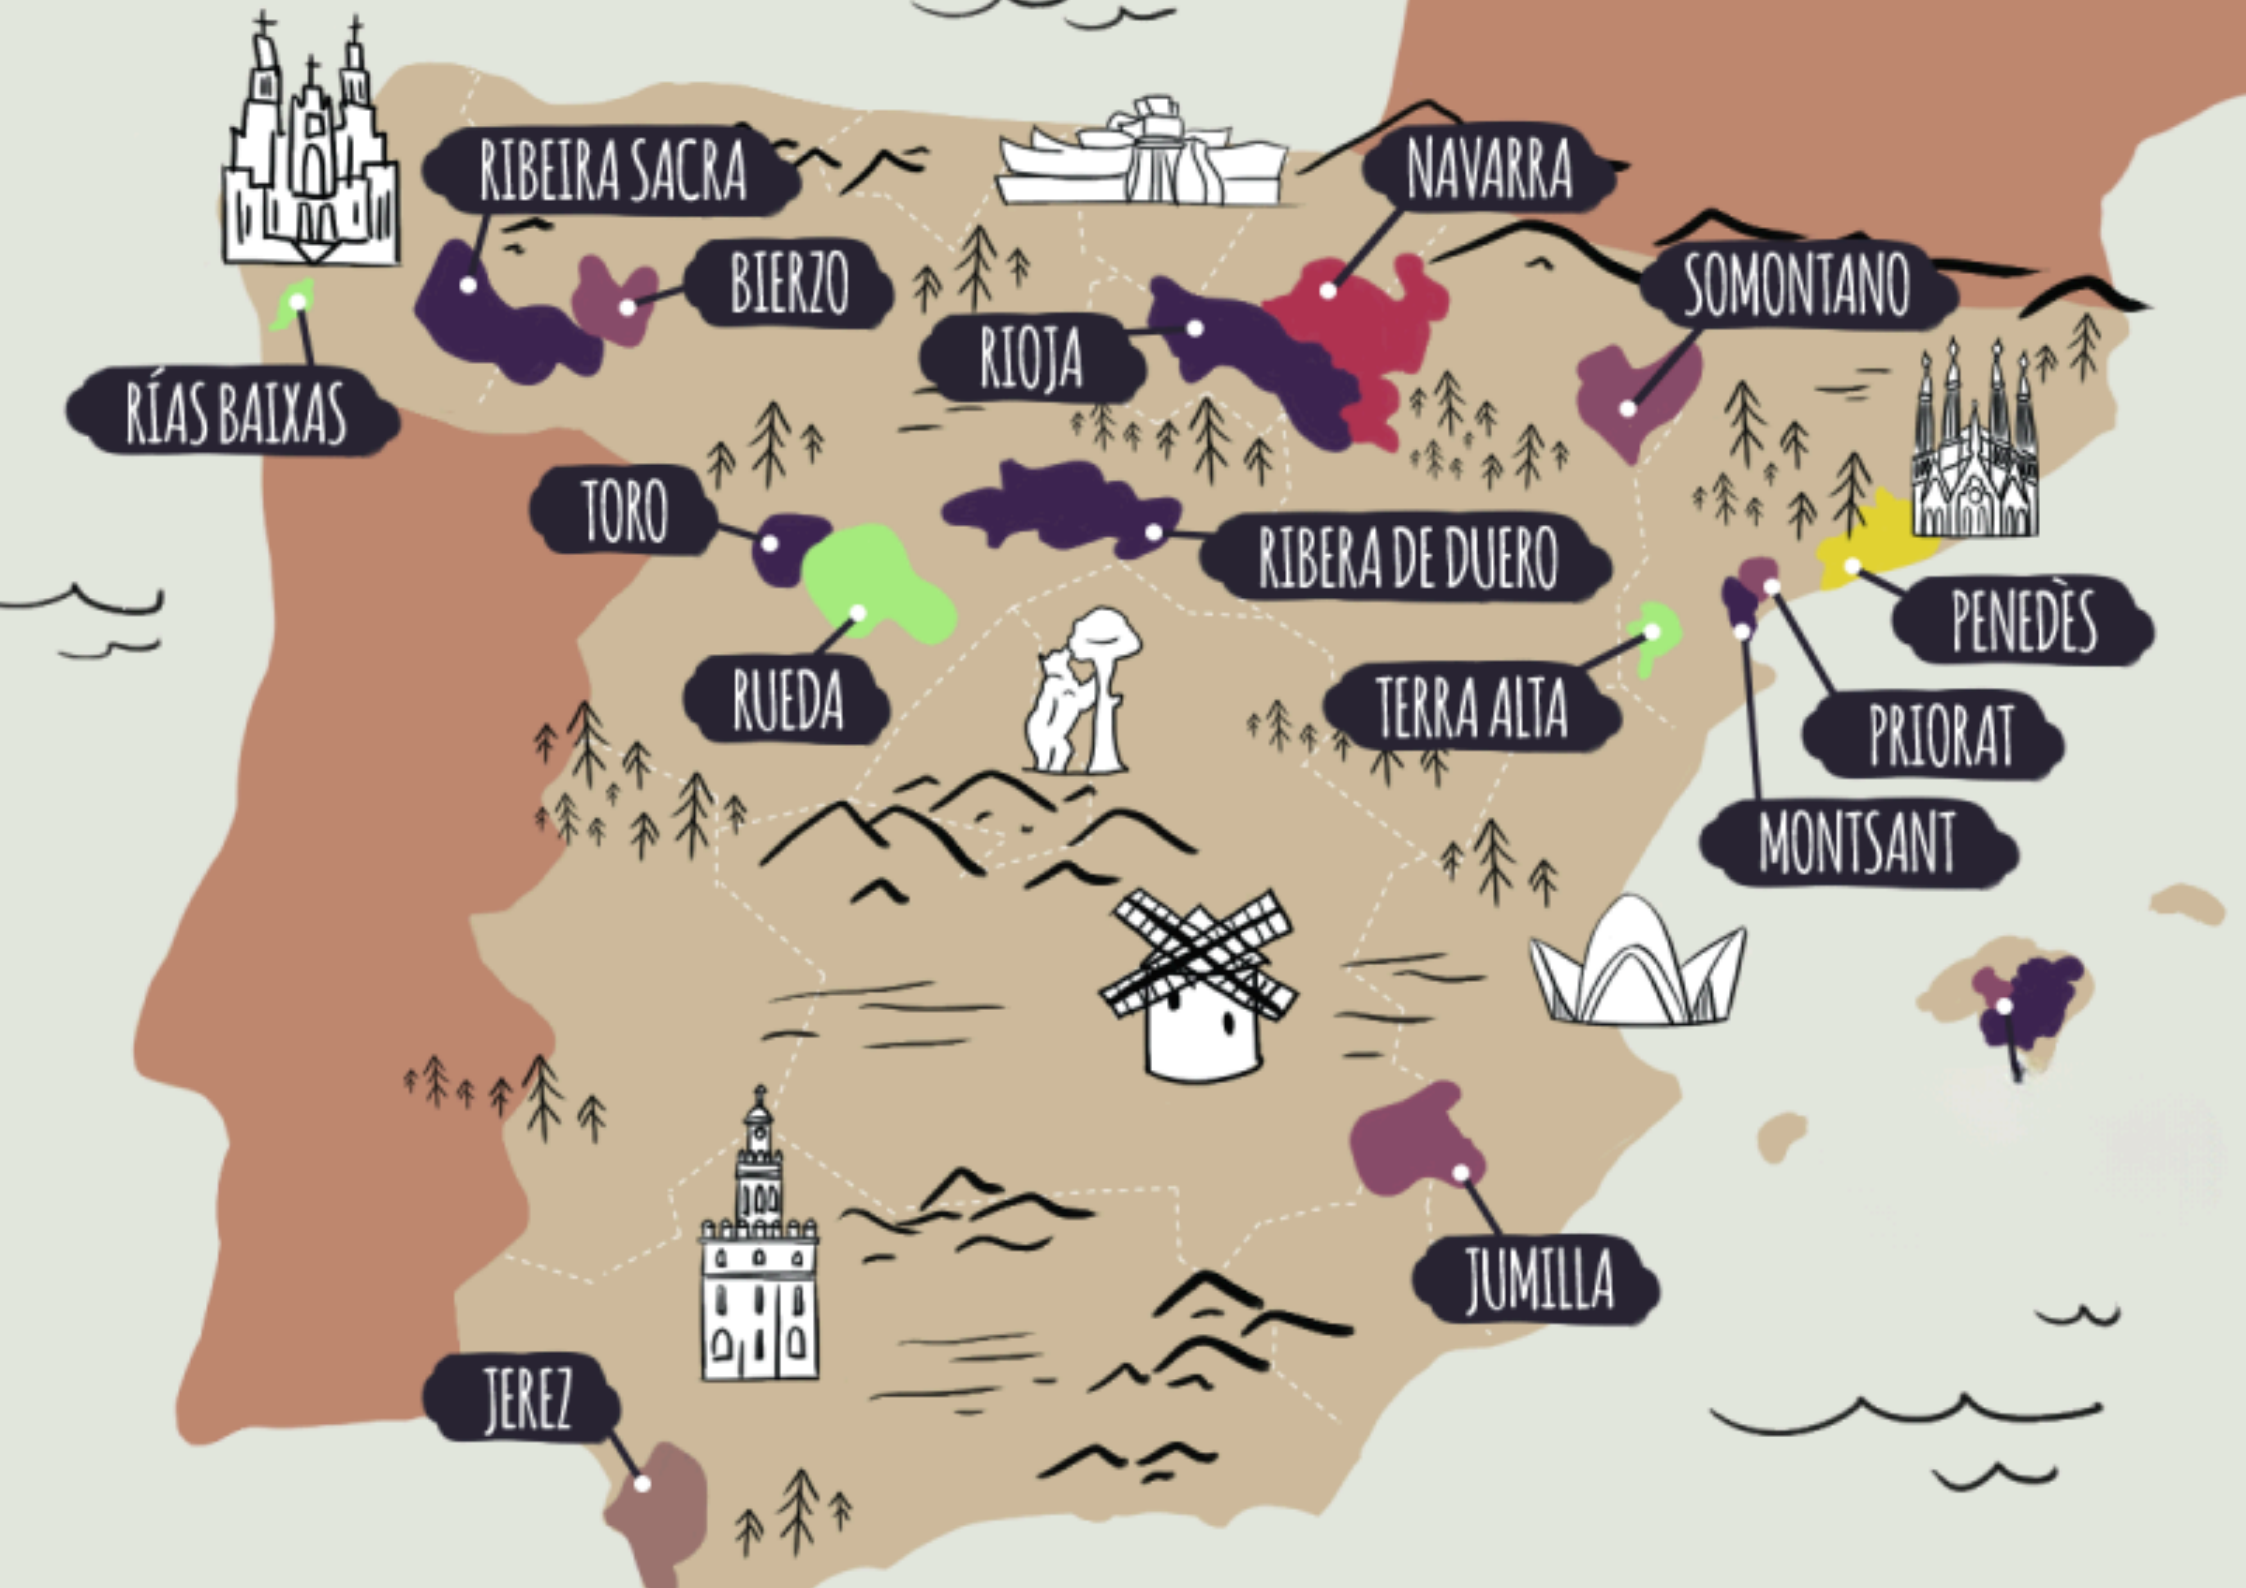 RIBEIRA SACRA
NAVARRA
BIERZO
SOMONTANO
RIOJA
RÍAS BAIXAS
TORO
RIBERA DE DUERO
PENEDÈS
RUEDA
TERRA ALTA
PRIORAT
MONTSANT
JUMILLA
JEREZ